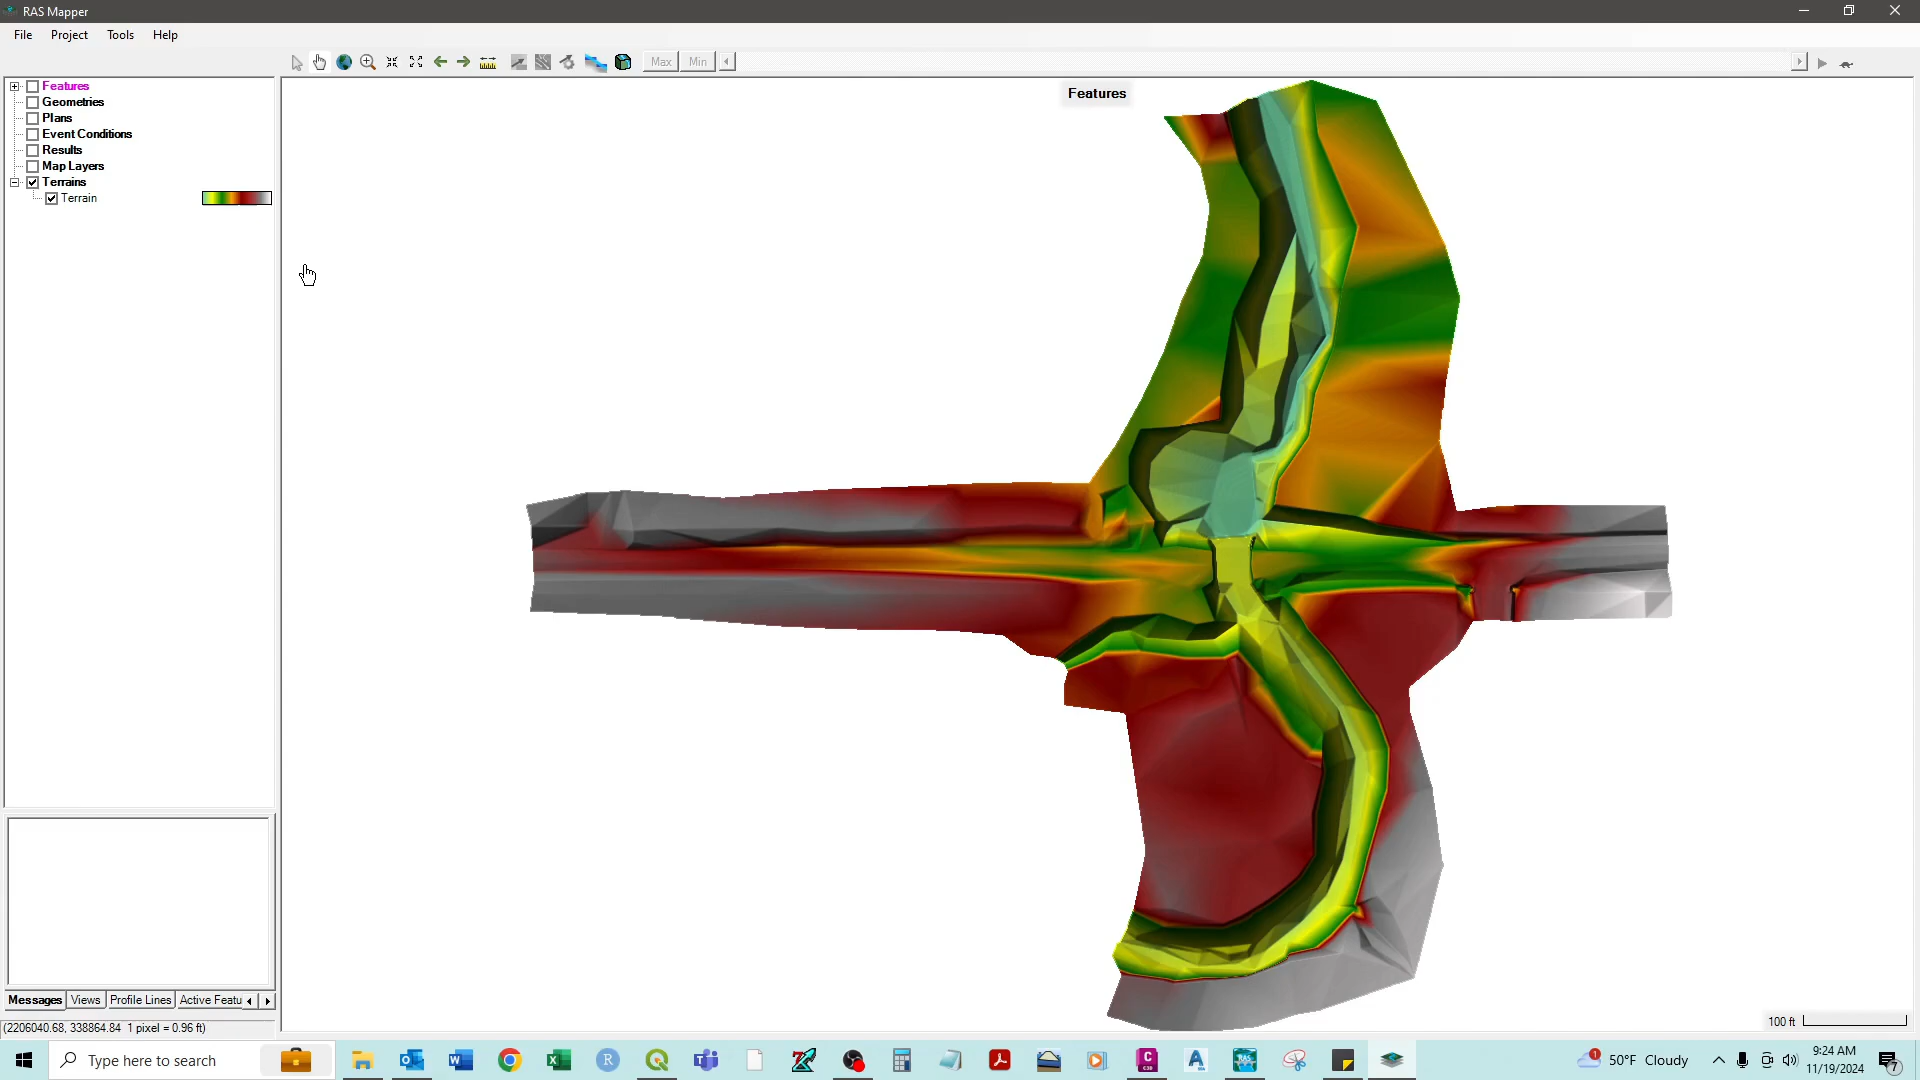 RAS Mapper
File Project Tools Help
Max Min
Features
Geometries
Plans
Event Conditions
Results
Map Layers
Terrains
Terrain
Features
100 ft
Messages Views Profile Lines Active Featu
(2206040.68, 338864.84 1 pixel = 0.96 ft)
Type here to search
50°F Cloudy
9:24 AM
11/19/2024